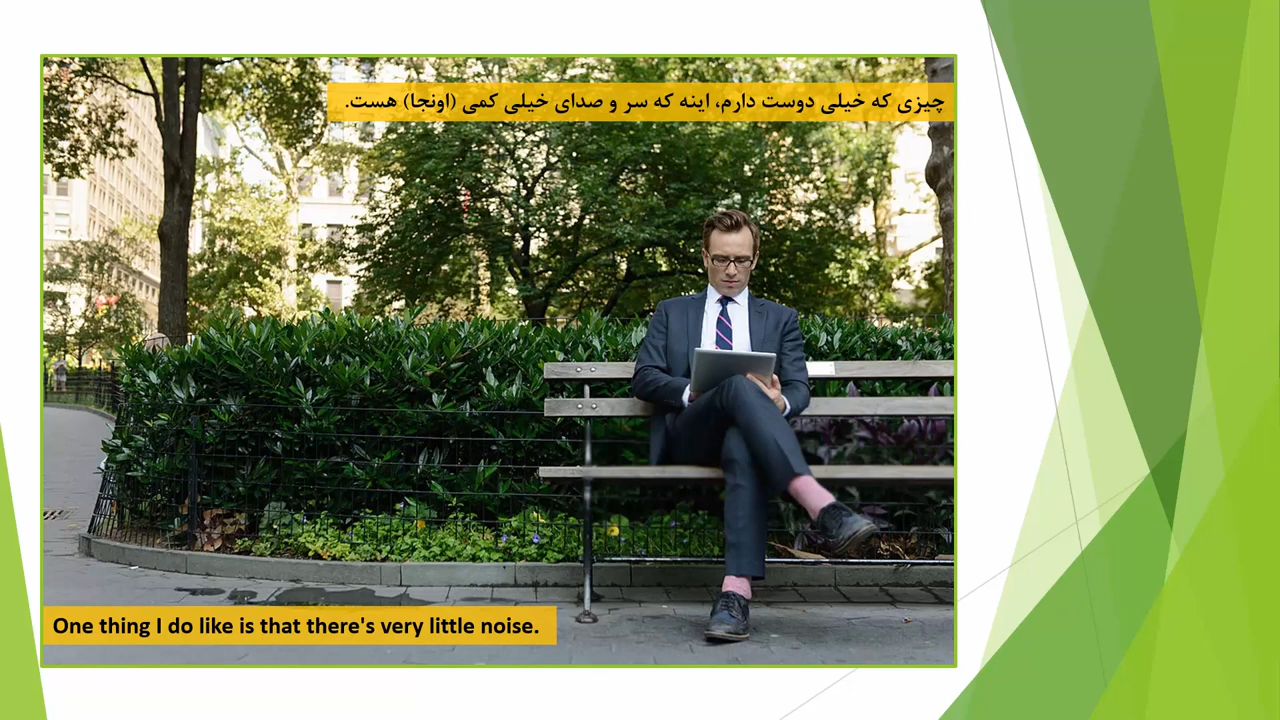 چیزی که خیلی دوست دارم، اینه که سر و صدای خیلی کمی (اونجا) هست.
One thing I do like is that there's very little noise.